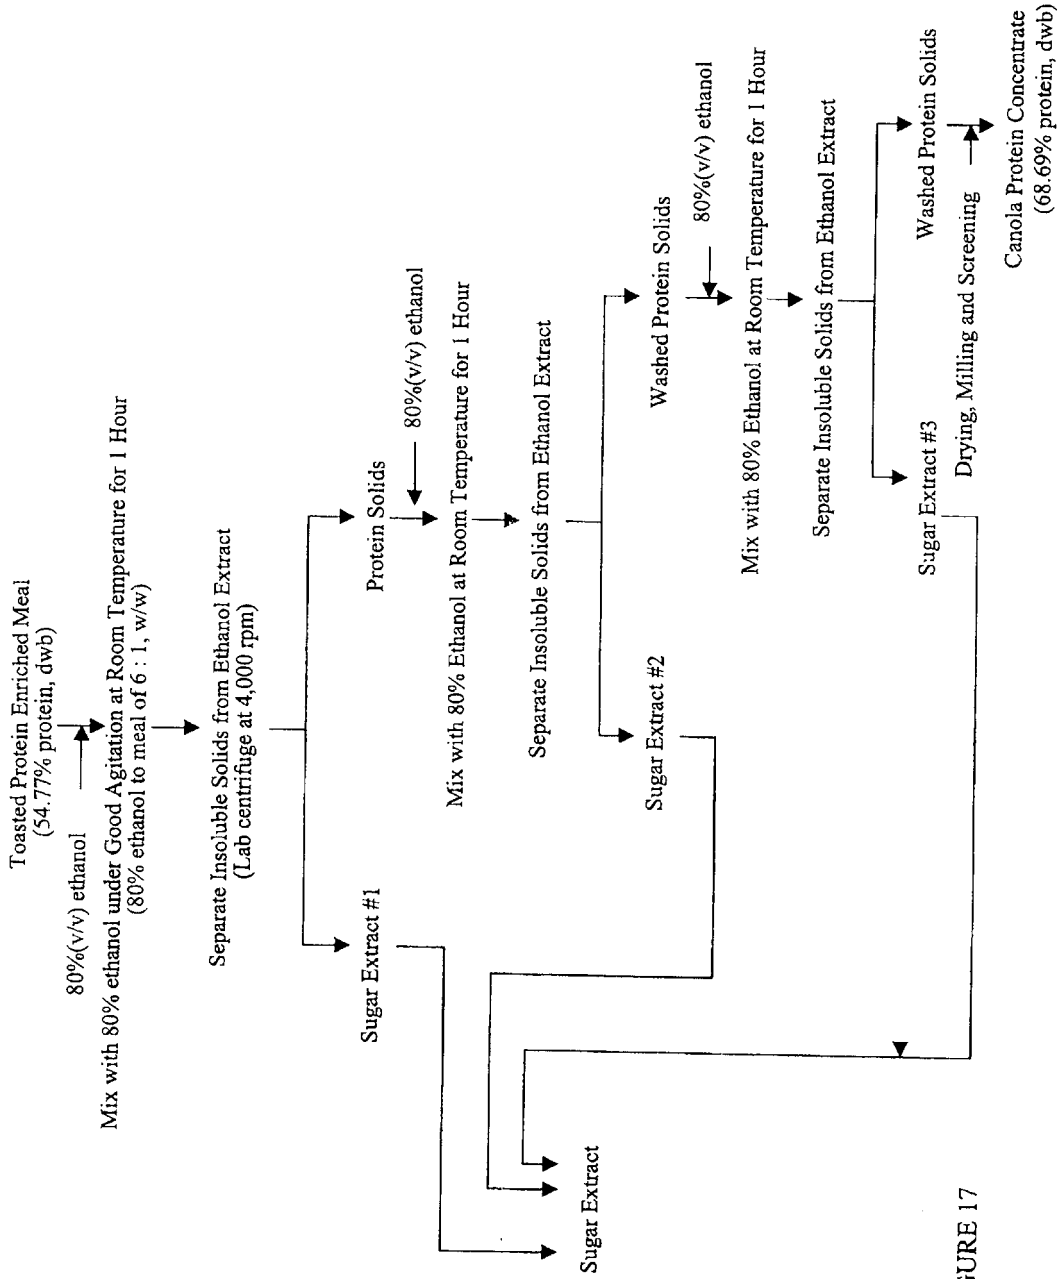 Toasted Protein Enriched Meal
(54.77% protein, dwb)
80%(v/v) ethanol
Mix with 80% ethanol under Good Agitation at Room Temperature for 1 Hour
(80% ethanol to meal of 6 : 1, w/w)
Separate Insoluble Solids from Ethanol Extract
(Lab centrifuge at 4,000 rpm)
Sugar Extract #1
Protein Solids
80%(v/v) ethanol
Mix with 80% Ethanol at Room Temperature for 1 Hour
Separate Insoluble Solids from Ethanol Extract
Sugar Extract #2
Washed Protein Solids
80%(v/v) ethanol
Mix with 80% Ethanol at Room Temperature for 1 Hour
Separate Insoluble Solids from Ethanol Extract
Sugar Extract #3
Washed Protein Solids
Drying, Milling and Screening
Canola Protein Concentrate
(68.69% protein, dwb)
Sugar Extract
GURE 17